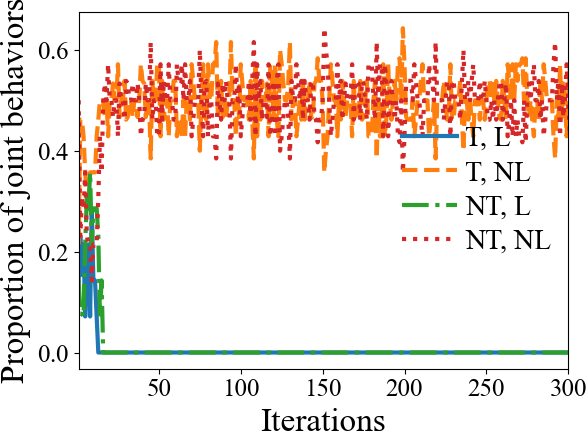 Proportion of joint behaviors
0.6
0.4
0.2
0.0
T, L
T, NL
NT, L
NT, NL
50
100
150
200
250
300
Iterations